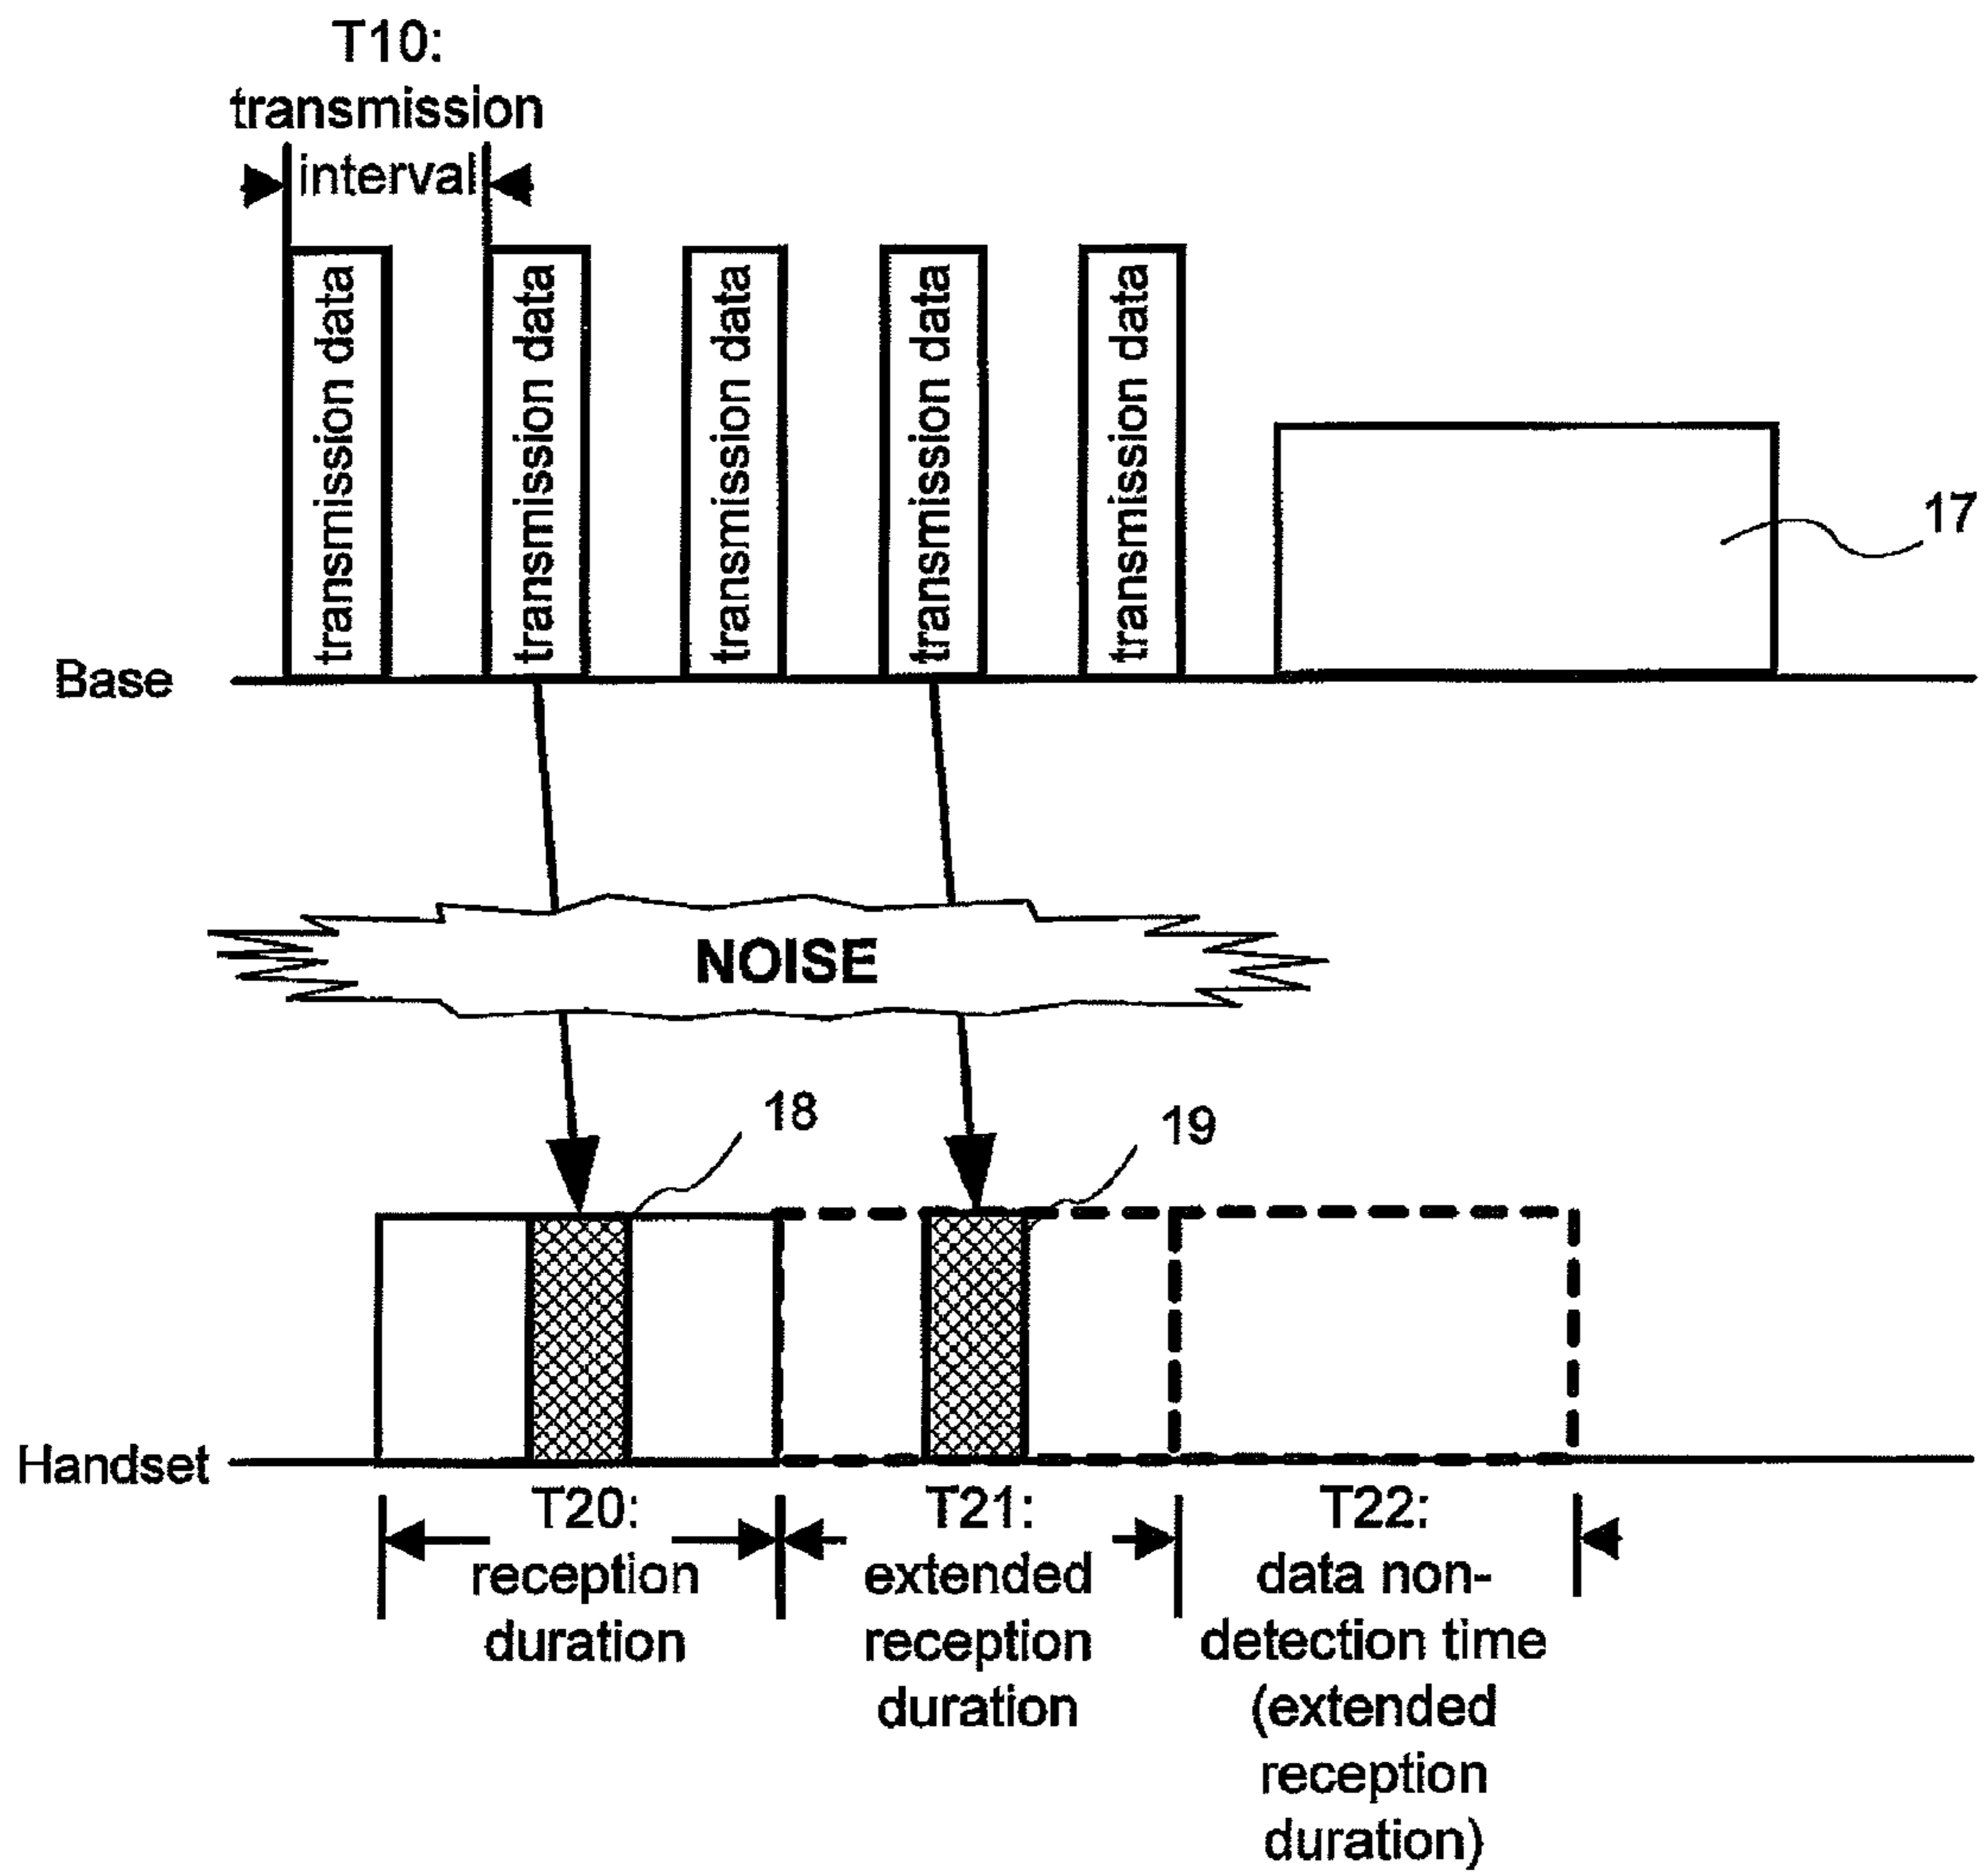 T10:
transmission
interval
transmission data
transmission data
transmission data
transmission data
transmission data
17
Base
NOISE
18
19
Handset
T20:
reception
duration
T21:
extended
reception
duration
T22:
data non-
detection time
(extended
reception
duration)